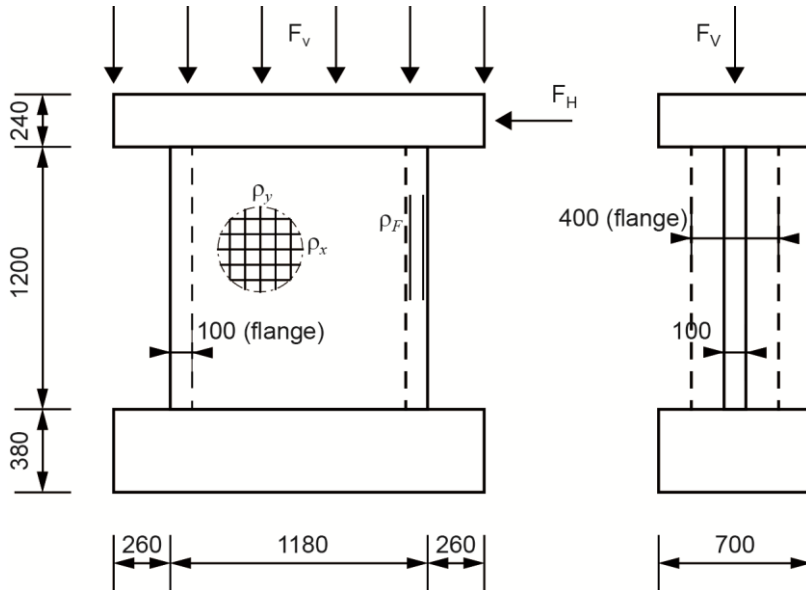 F_v
F_V
F_H
240
ρ_y
ρ_F
ρ_x
400 (flange)
1200
100 (flange)
100
380
260
1180
260
700